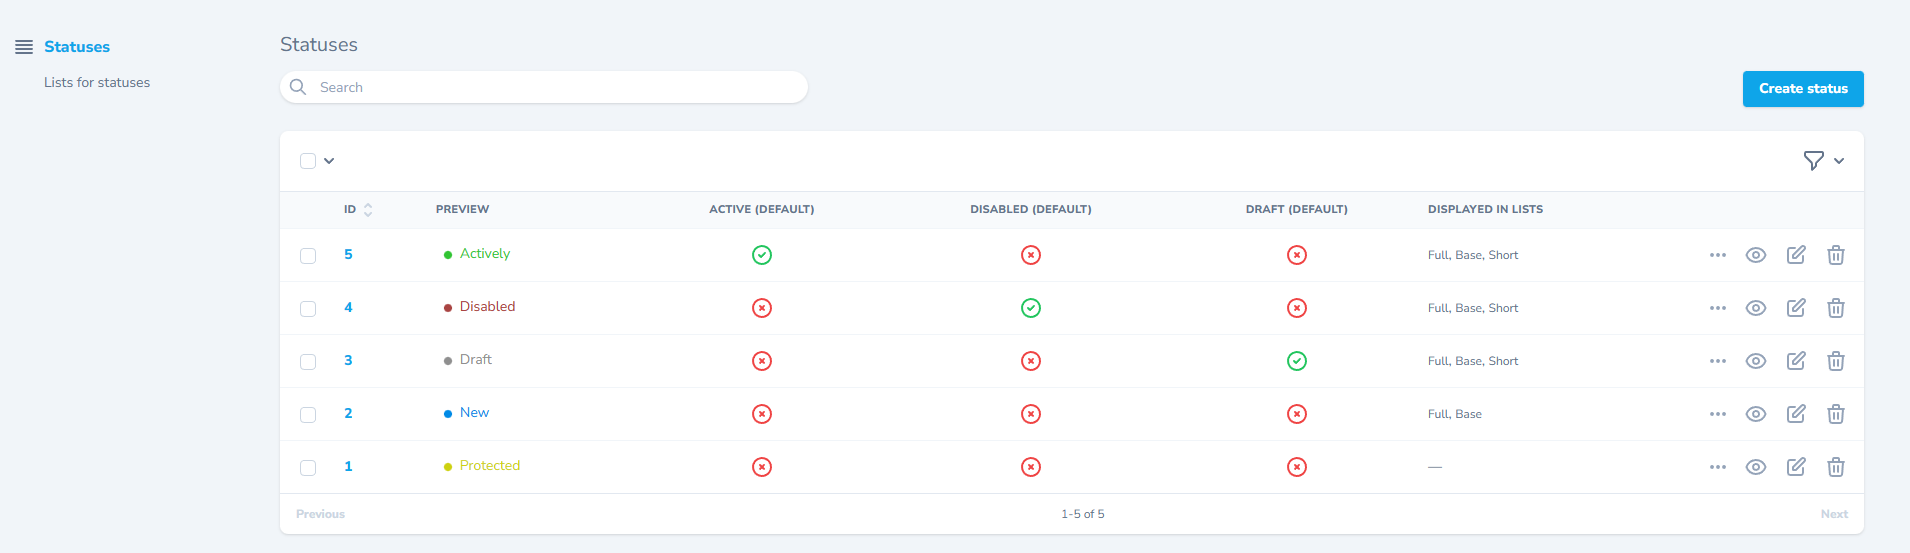 Statuses
Lists for statuses
Statuses
Search
Create status
ID PREVIEW ACTIVE (DEFAULT) DISABLED (DEFAULT) DRAFT (DEFAULT) DISPLAYED IN LISTS
5 Actively Full, Base, Short
4 Disabled Full, Base, Short
3 Draft Full, Base, Short
2 New Full, Base
1 Protected —
Previous 1-5 of 5 Next